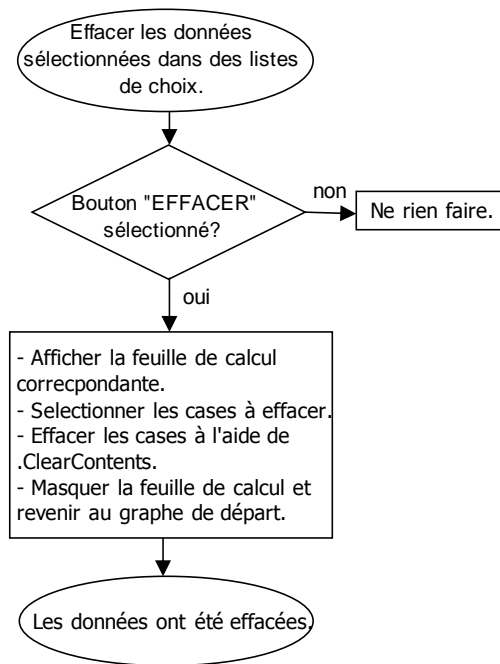 Effacer les données
sélectionnées dans des listes
de choix.
Bouton "EFFACER"
sélectionné?
non
Ne rien faire.
oui
- Afficher la feuille de calcul
correcpondante.
- Selectionner les cases à effacer.
- Effacer les cases à l'aide de
.ClearContents.
- Masquer la feuille de calcul et
revenir au graphe de départ.
Les données ont été effacées.